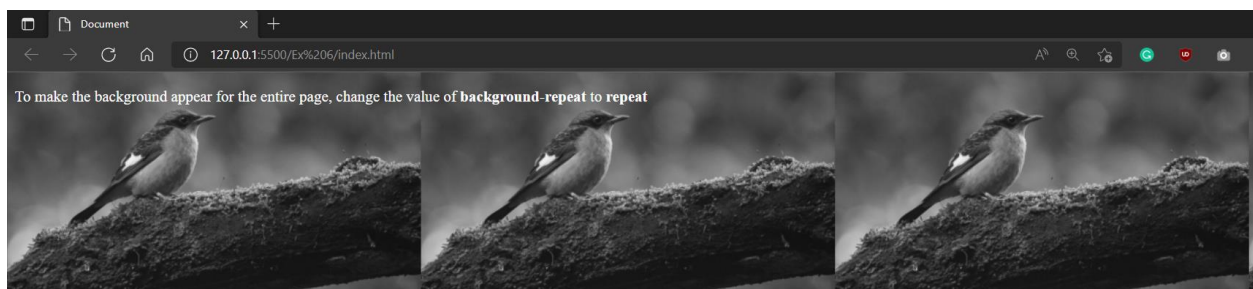 Document
127.0.0.1:5500/Ex%206/index.html
To make the background appear for the entire page, change the value of background-repeat to repeat